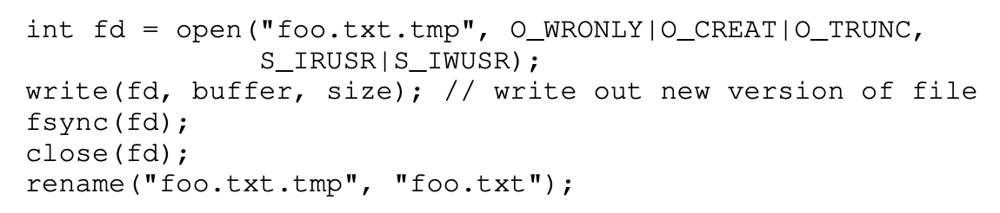 int fd = open("foo.txt.tmp", O_WRONLY|O_CREAT|O_TRUNC,
S_IRUSR|S_IWUSR);
write(fd, buffer, size); // write out new version of file
fsync(fd);
close(fd);
rename("foo.txt.tmp", "foo.txt");